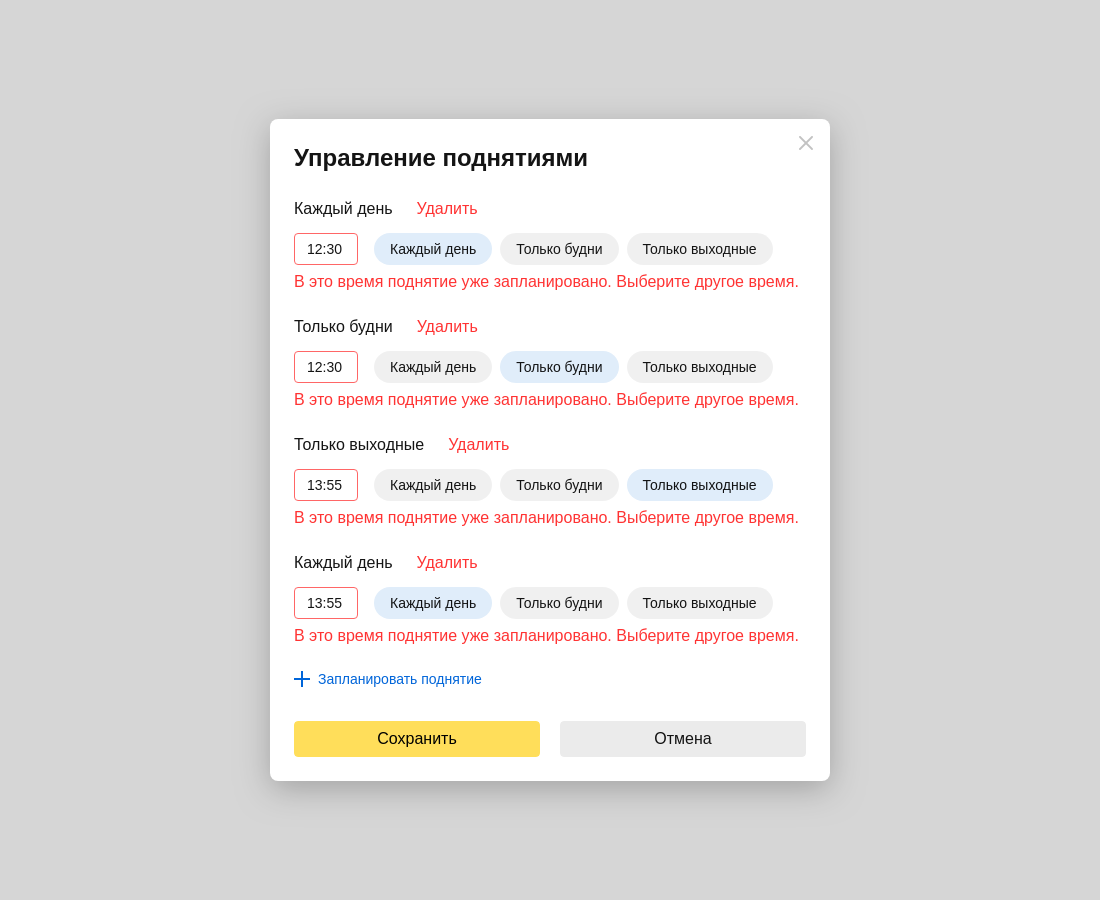 Управление поднятиями
Каждый день Удалить
12:30 Каждый день Только будни Только выходные
В это время поднятие уже запланировано. Выберите другое время.
Только будни Удалить
12:30 Каждый день Только будни Только выходные
В это время поднятие уже запланировано. Выберите другое время.
Только выходные Удалить
13:55 Каждый день Только будни Только выходные
В это время поднятие уже запланировано. Выберите другое время.
Каждый день Удалить
13:55 Каждый день Только будни Только выходные
В это время поднятие уже запланировано. Выберите другое время.
Запланировать поднятие
Сохранить Отмена